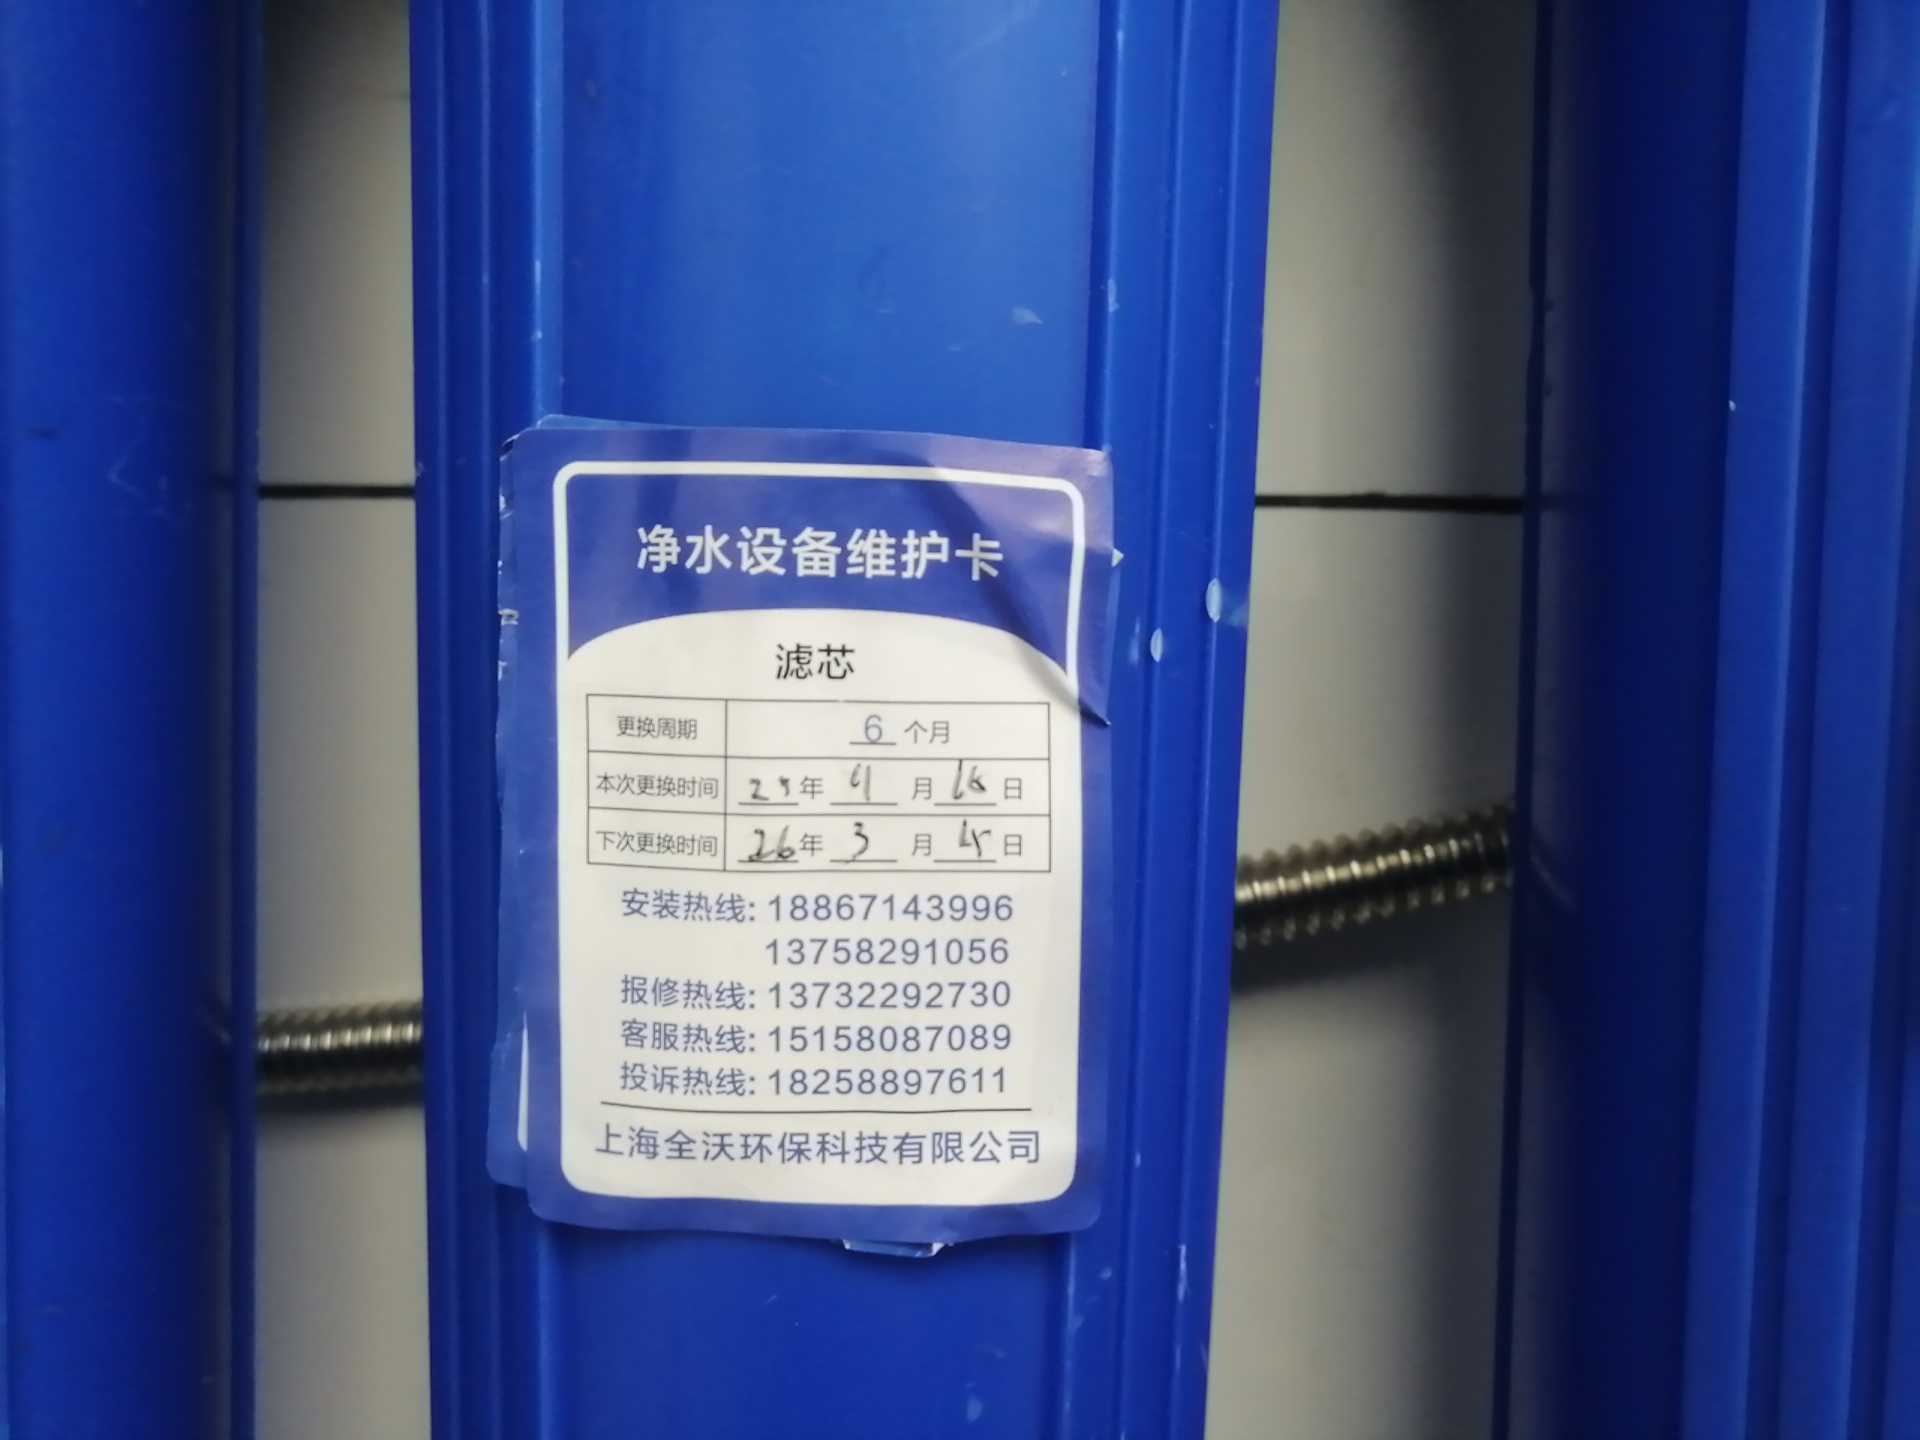 净水设备维护卡
滤芯
更换周期 6 个月
本次更换时间 25年 9 月 16 日
下次更换时间 26年 3 月 15 日
安装热线: 18867143996
13758291056
报修热线: 13732292730
客服热线: 15158087089
投诉热线: 18258897611
上海全沃环保科技有限公司